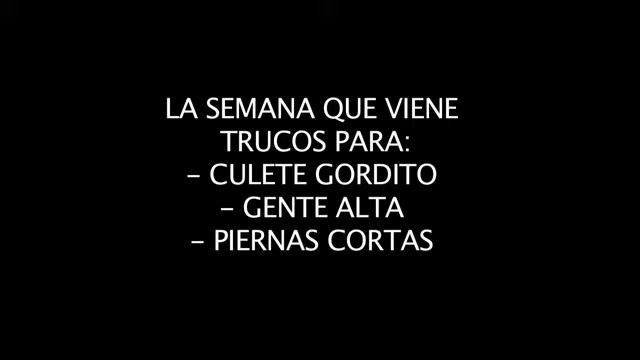 LA SEMANA QUE VIENE
TRUCOS PARA:
– CULETE GORDITO
– GENTE ALTA
– PIERNAS CORTAS